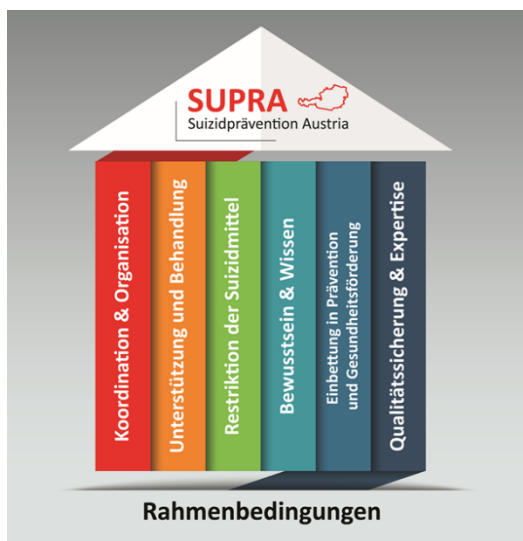 SUPRA
Suizidprävention Austria
Koordination & Organisation
Unterstützung und Behandlung
Restriktion der Suizidmittel
Bewusstsein & Wissen
Einbettung in Prävention
und Gesundheitsförderung
Qualitätssicherung & Expertise
Rahmenbedingungen